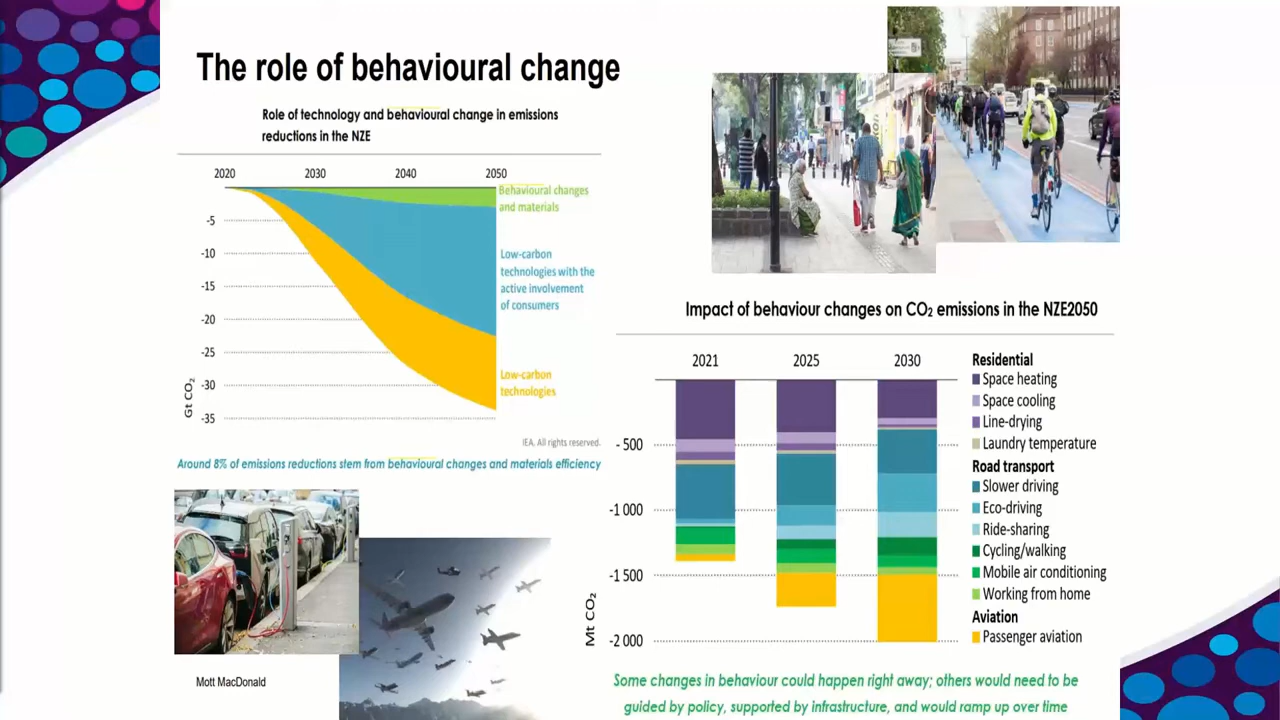 The role of behavioural change
Role of technology and behavioural change in emissions
reductions in the NZE
2020 2030 2040 2050
-5
-10
-15
-20
-25
-30
-35
Gt CO₂
Behavioural changes
and materials
Low-carbon
technologies with the
active involvement
of consumers
Low-carbon
technologies
IEA. All rights reserved.
Around 8% of emissions reductions stem from behavioural changes and materials efficiency
Mott MacDonald
Impact of behaviour changes on CO₂ emissions in the NZE2050
2021 2025 2030
- 500
-1 000
-1 500
-2 000
Mt CO₂
Residential
Space heating
Space cooling
Line-drying
Laundry temperature
Road transport
Slower driving
Eco-driving
Ride-sharing
Cycling/walking
Mobile air conditioning
Working from home
Aviation
Passenger aviation
Some changes in behaviour could happen right away; others would need to be
guided by policy, supported by infrastructure, and would ramp up over time